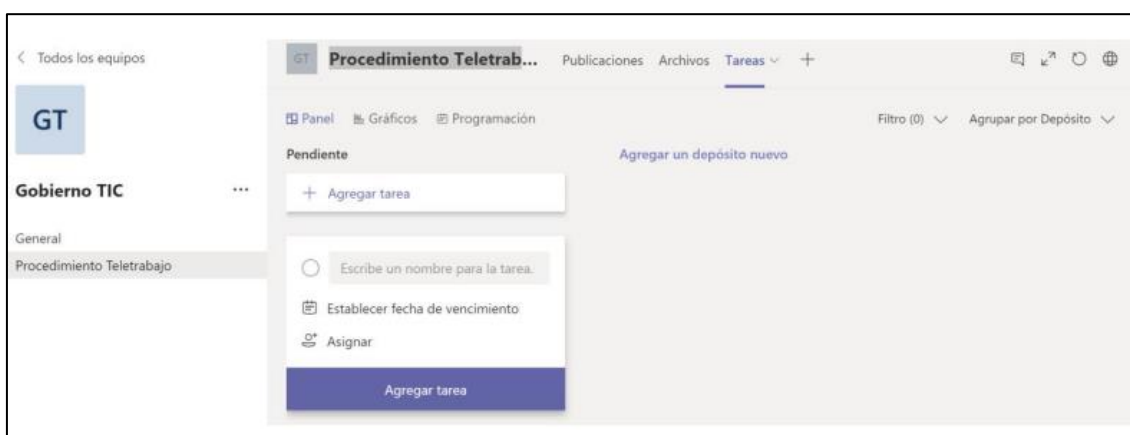 Todos los equipos
GT
Gobierno TIC
General
Procedimiento Teletrabajo
GT Procedimiento Teletrab... Publicaciones Archivos Tareas
Panel Gráficos Programación Filtro (0) Agrupar por Depósito
Pendiente Agregar un depósito nuevo
+ Agregar tarea
Escribe un nombre para la tarea.
Establecer fecha de vencimiento
Asignar
Agregar tarea